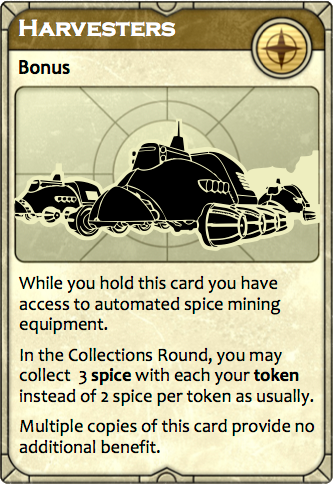 HARVESTERS
Bonus
While you hold this card you have
access to automated spice mining
equipment.
In the Collections Round, you may
collect 3 spice with each your token
instead of 2 spice per token as usually.
Multiple copies of this card provide no
additional benefit.